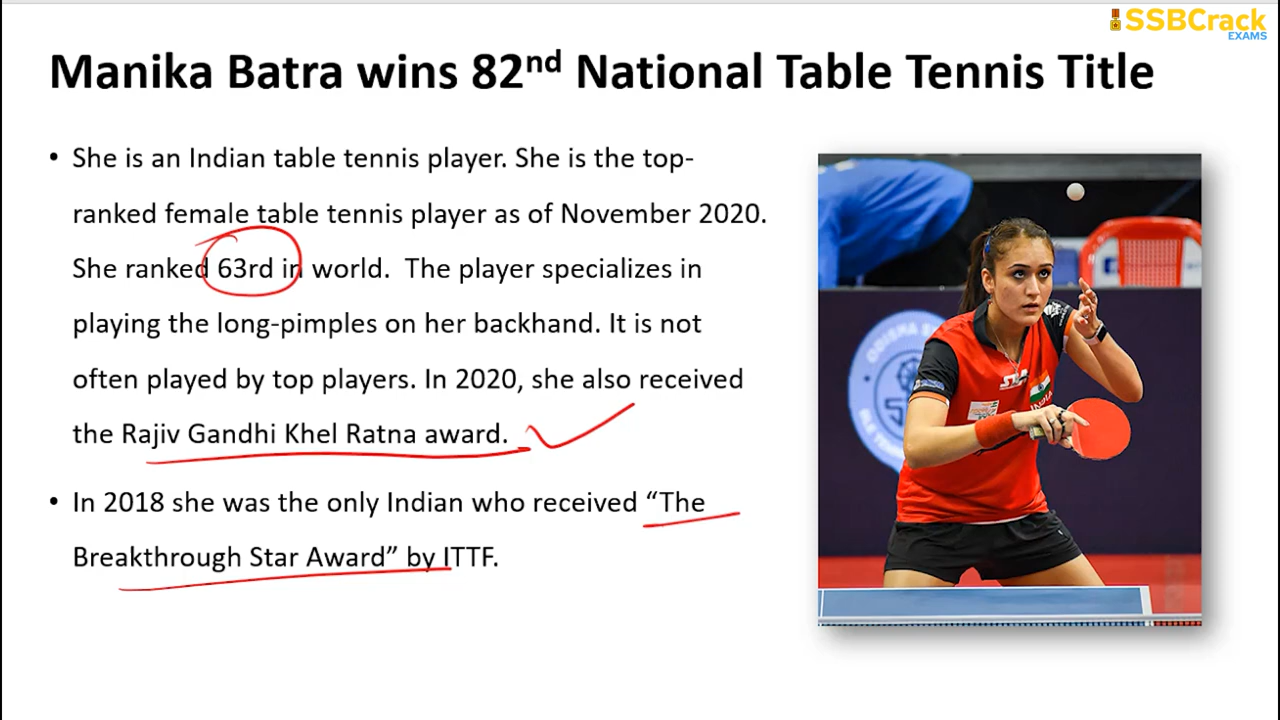 SSBCrack
EXAMS
Manika Batra wins 82nd National Table Tennis Title
• She is an Indian table tennis player. She is the top-
ranked female table tennis player as of November 2020.
She ranked 63rd in world. The player specializes in
playing the long-pimples on her backhand. It is not
often played by top players. In 2020, she also received
the Rajiv Gandhi Khel Ratna award.
• In 2018 she was the only Indian who received “The
Breakthrough Star Award” by ITTF.
INDIA